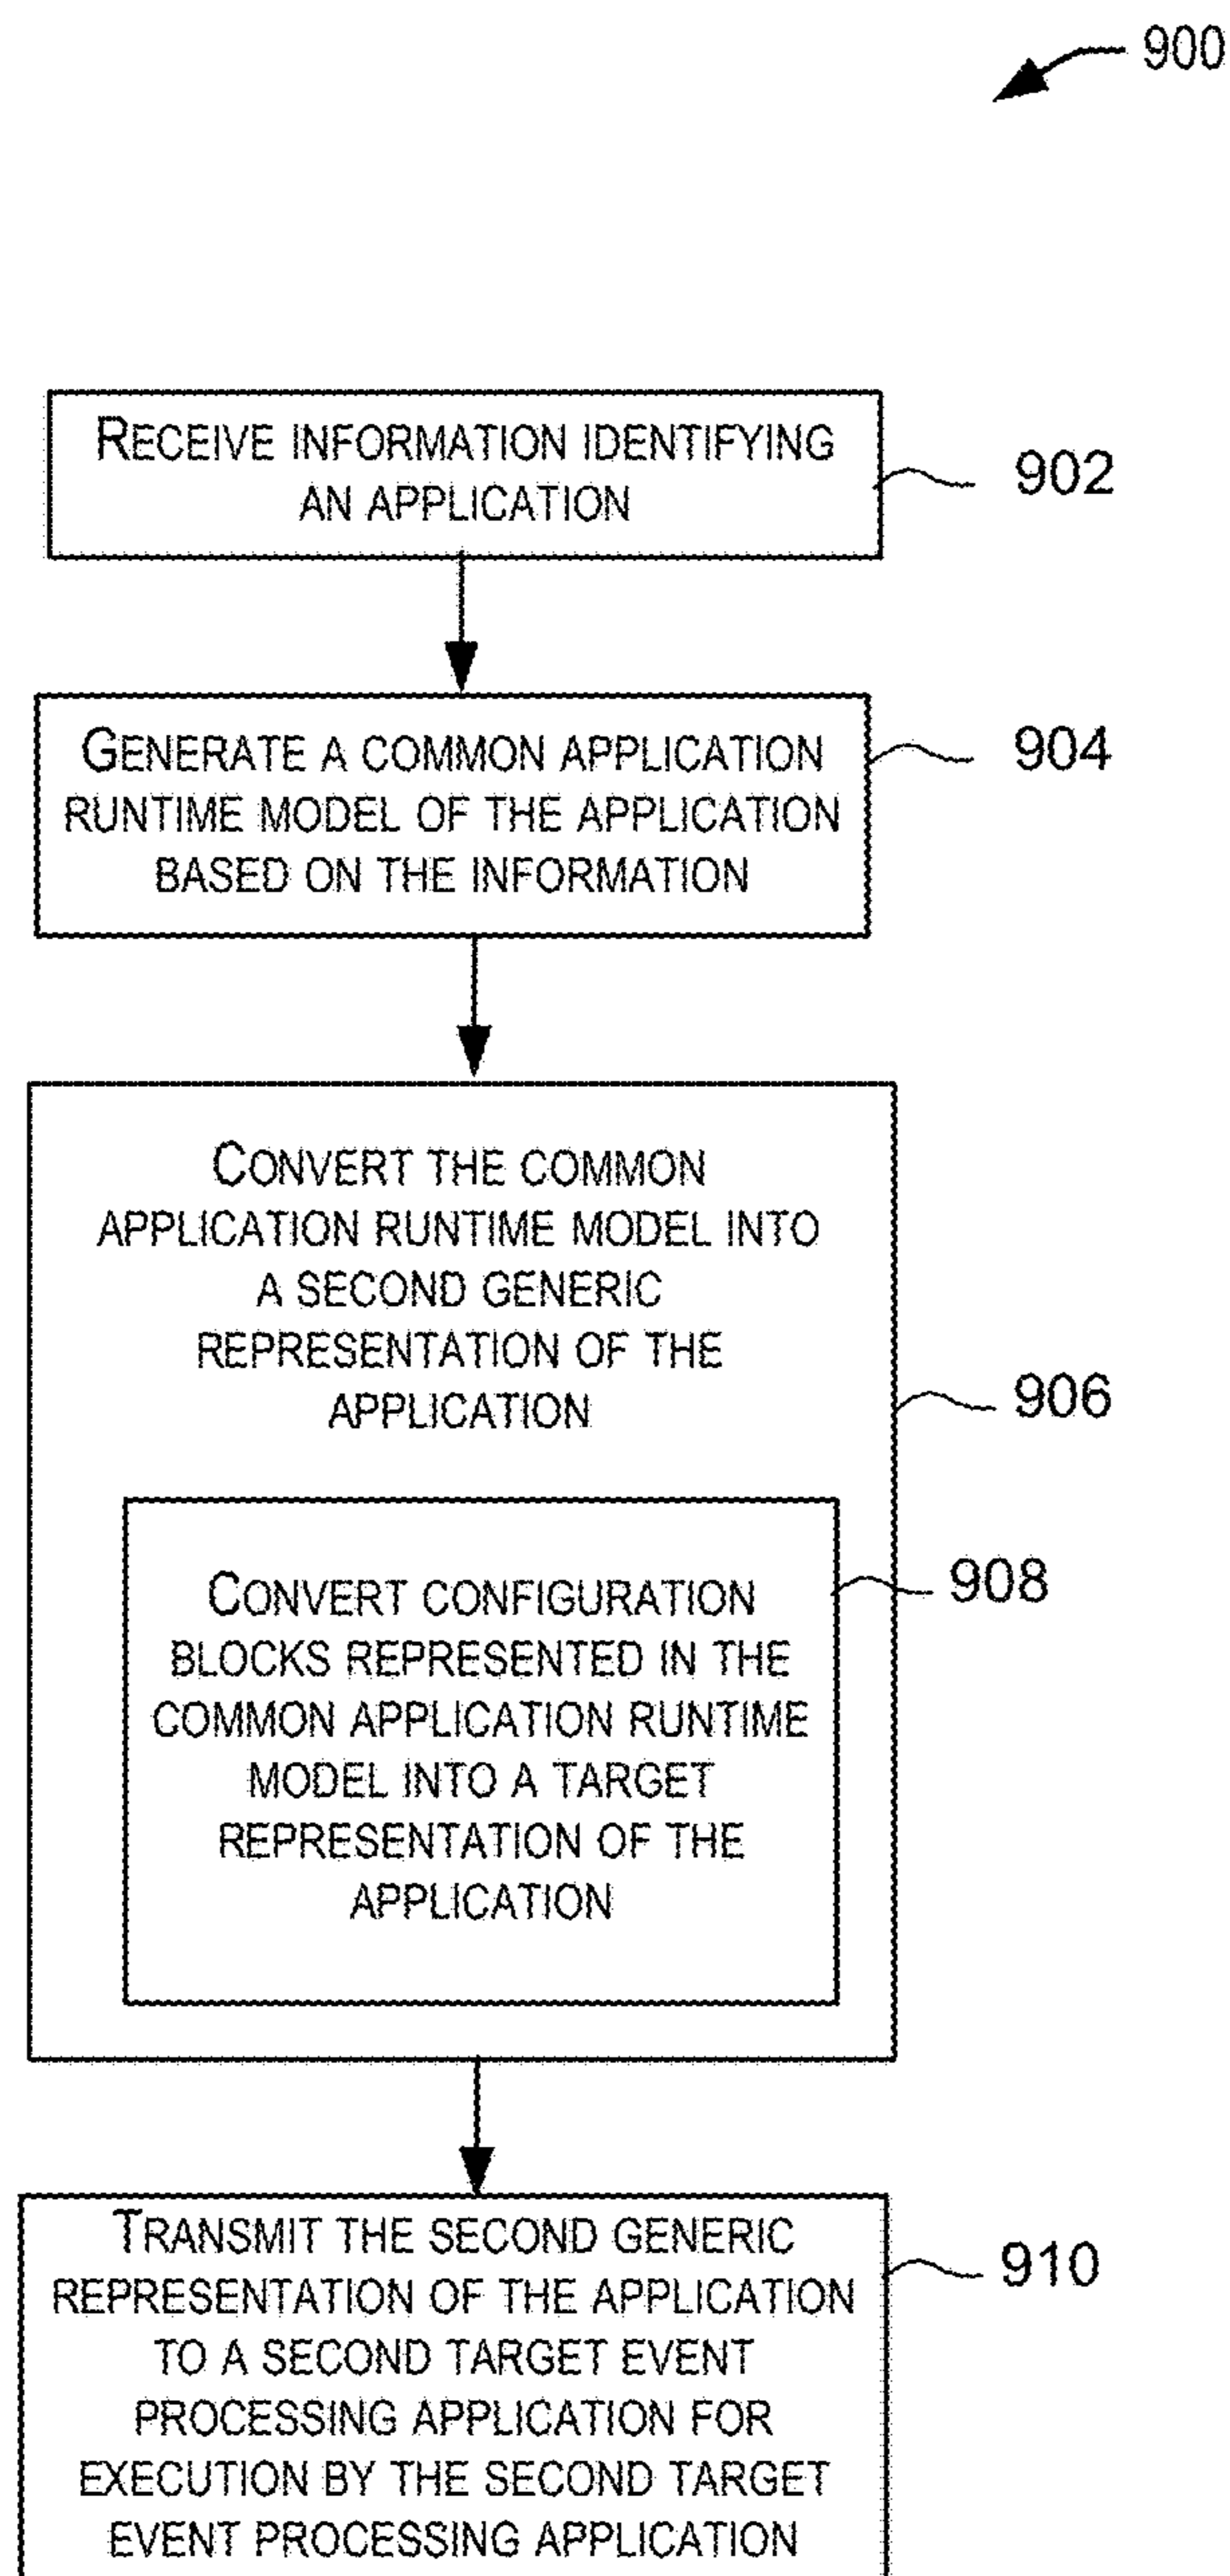 900
RECEIVE INFORMATION IDENTIFYING
AN APPLICATION
902
GENERATE A COMMON APPLICATION
RUNTIME MODEL OF THE APPLICATION
BASED ON THE INFORMATION
904
CONVERT THE COMMON
APPLICATION RUNTIME MODEL INTO
A SECOND GENERIC
REPRESENTATION OF THE
APPLICATION
906
CONVERT CONFIGURATION
BLOCKS REPRESENTED IN THE
COMMON APPLICATION RUNTIME
MODEL INTO A TARGET
REPRESENTATION OF THE
APPLICATION
908
TRANSMIT THE SECOND GENERIC
REPRESENTATION OF THE APPLICATION
TO A SECOND TARGET EVENT
PROCESSING APPLICATION FOR
EXECUTION BY THE SECOND TARGET
EVENT PROCESSING APPLICATION
910